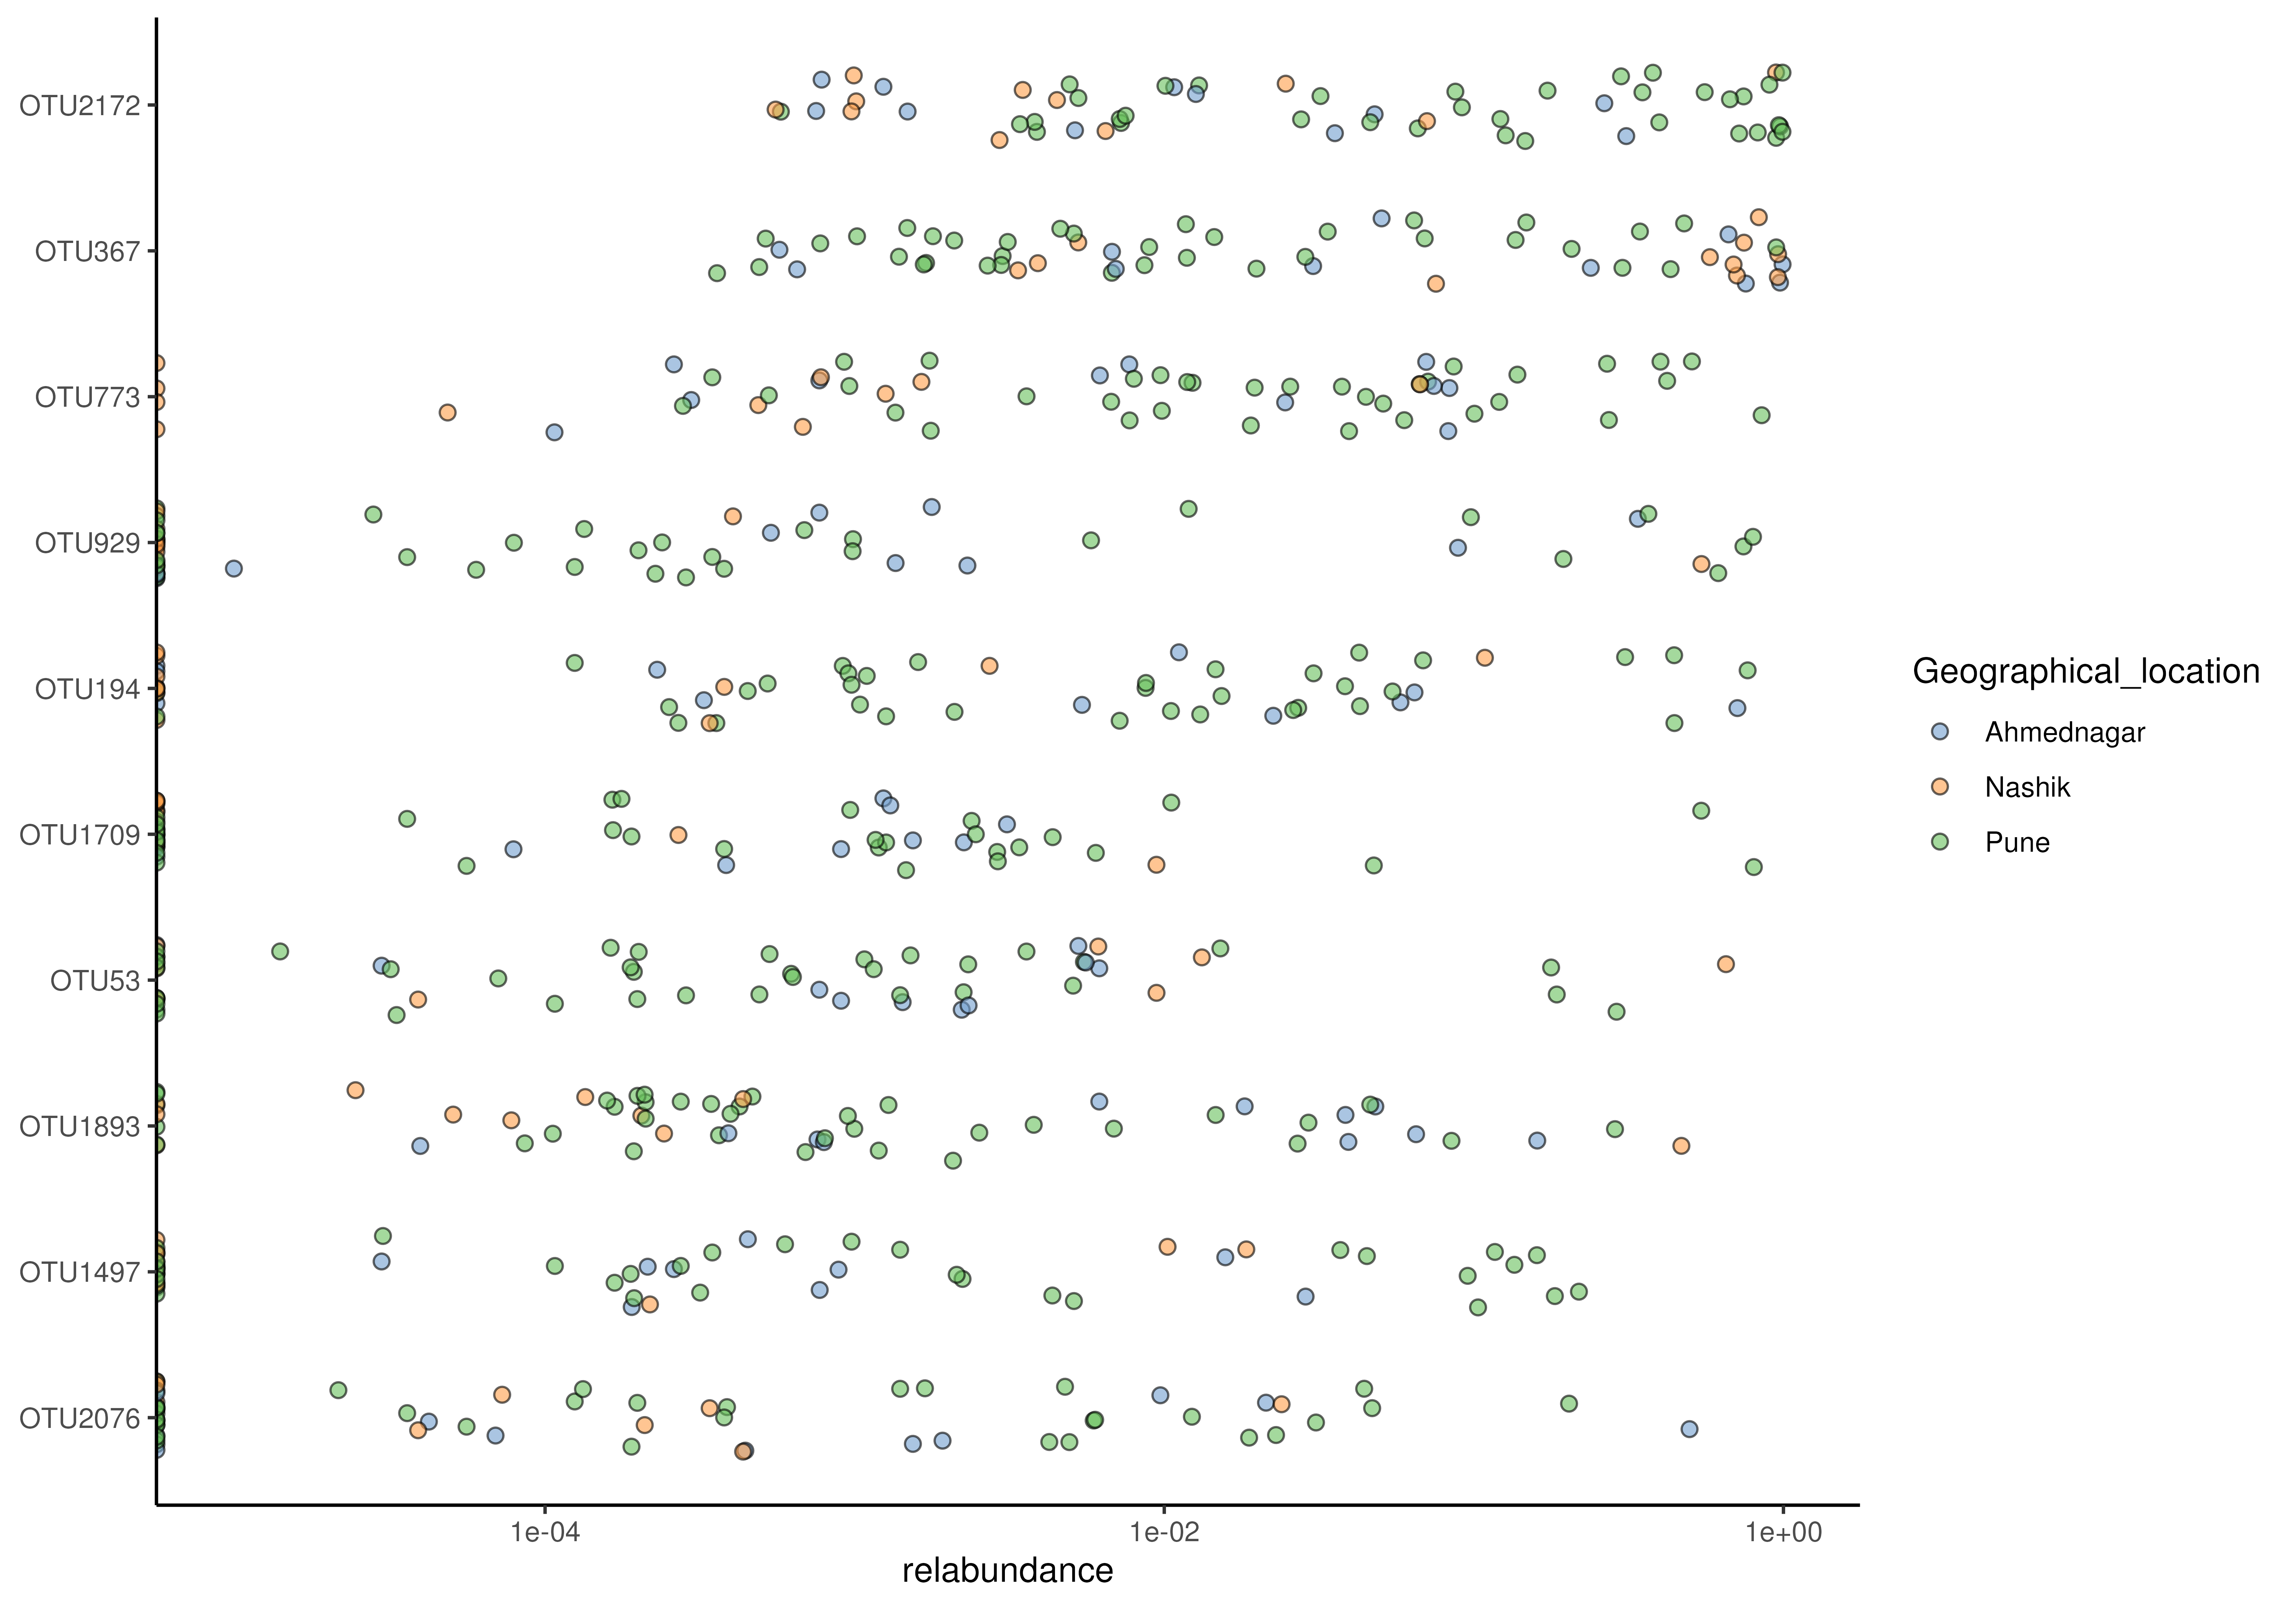 OTU2172
OTU367
OTU773
OTU929
OTU194
OTU1709
OTU53
OTU1893
OTU1497
OTU2076
1e-04
1e-02
1e+00
relabundance
Geographical_location
Ahmednagar
Nashik
Pune